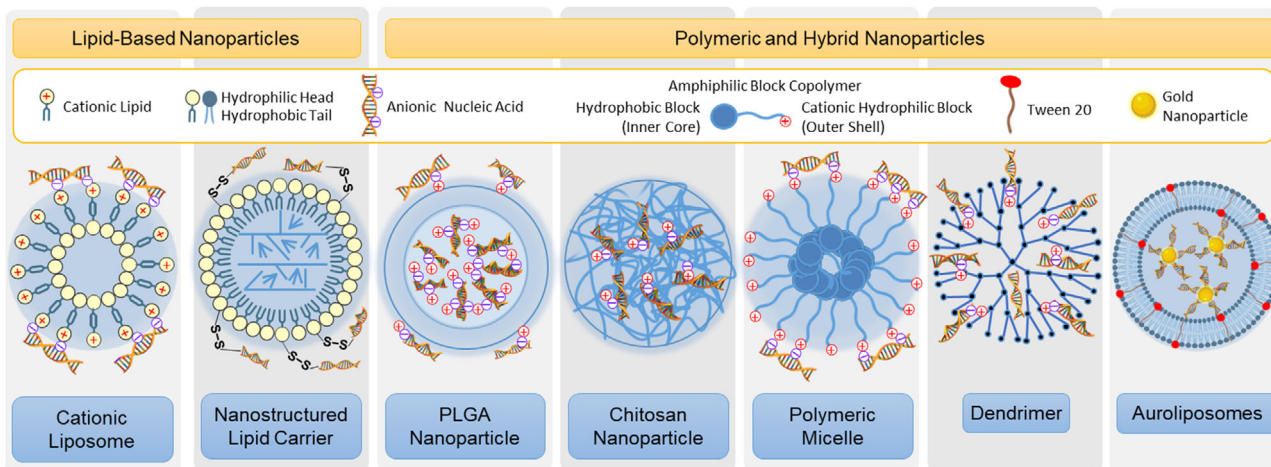 Lipid-Based Nanoparticles
Polymeric and Hybrid Nanoparticles
+
Cationic Lipid
Hydrophilic Head
Hydrophobic Tail
Anionic Nucleic Acid
Amphiphilic Block Copolymer
Hydrophobic Block
(Inner Core)
Cationic Hydrophilic Block
(Outer Shell)
Tween 20
Gold
Nanoparticle
S-S
S-S
S-S
S-S
S-S
Cationic
Liposome
Nanostructured
Lipid Carrier
PLGA
Nanoparticle
Chitosan
Nanoparticle
Polymeric
Micelle
Dendrimer
Auroliposomes